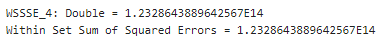 WSSSE_4: Double = 1.2328643889642567E14
Within Set Sum of Squared Errors = 1.2328643889642567E14